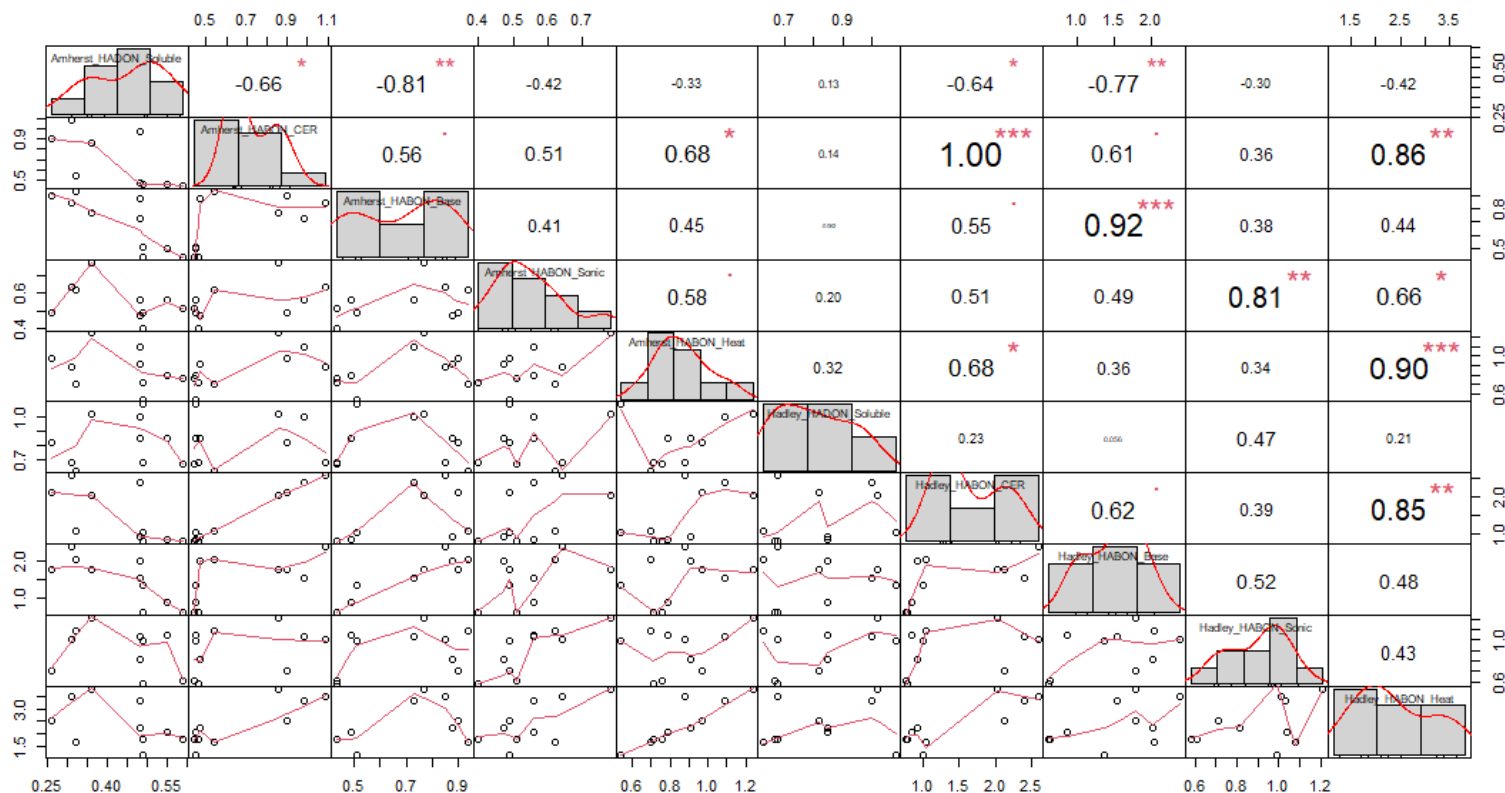 0.5 0.7 0.9 1.1 0.4 0.5 0.6 0.7 0.7 0.9 1.0 1.5 2.0 1.5 2.5 3.5
Amherst_HADON_Soluble -0.66 * -0.81 ** -0.42 -0.33 0.13 -0.64 * -0.77 ** -0.30 -0.42 0.25 0.50
0.5 0.9 Amherst_HABON_CER 0.56 . 0.51 0.68 * 0.14 1.00 *** 0.61 . 0.36 0.86 **
Amherst_HABON_Base 0.41 0.45 0.55 . 0.92 *** 0.38 0.44 0.5 0.8
0.4 0.6 Amherst_HABON_Sonic 0.58 . 0.20 0.51 0.49 0.81 ** 0.66 *
Amherst_HABON_Heat 0.32 0.68 * 0.36 0.34 0.90 *** 0.6 1.0
0.7 1.0 Hadley_HADON_Soluble 0.23 0.056 0.47 0.21
Hadley_HABON_CER 0.62 . 0.39 0.85 ** 1.0 2.0
1.0 2.0 Hadley_HABON_Base 0.52 0.48
Hadley_HABON_Sonic 0.43 0.6 1.0
1.5 3.0 Hadley_HABON_Heat
0.25 0.40 0.55 0.5 0.7 0.9 0.6 0.8 1.0 1.2 1.0 1.5 2.0 2.5 0.6 0.8 1.0 1.2